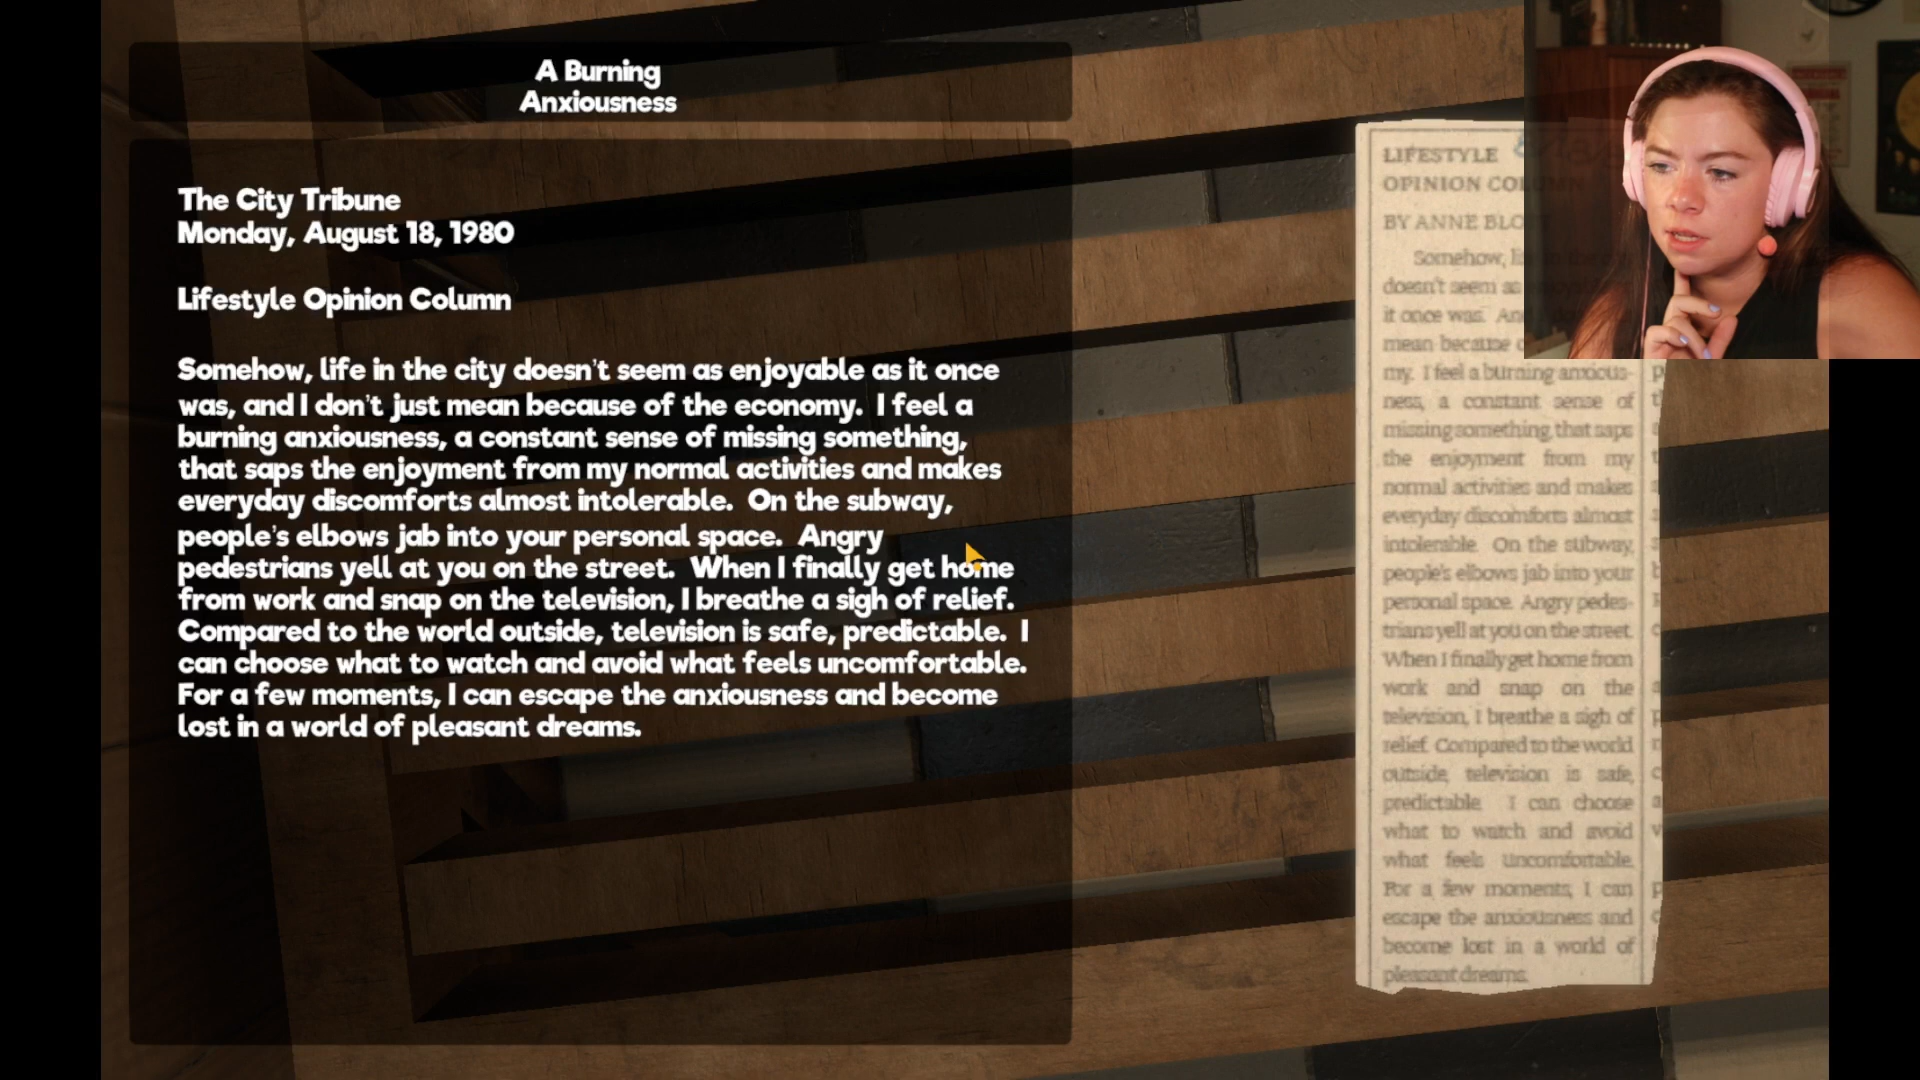 A Burning
Anxiousness
The City Tribune
Monday, August 18, 1980
Lifestyle Opinion Column
Somehow, life in the city doesn't seem as enjoyable as it once
was, and I don't just mean because of the economy.  I feel a
burning anxiousness, a constant sense of missing something,
that saps the enjoyment from my normal activities and makes
everyday discomforts almost intolerable.  On the subway,
people's elbows jab into your personal space.  Angry
pedestrians yell at you on the street.  When I finally get home
from work and snap on the television, I breathe a sigh of relief.
Compared to the world outside, television is safe, predictable.  I
can choose what to watch and avoid what feels uncomfortable.
For a few moments, I can escape the anxiousness and become
lost in a world of pleasant dreams.
LIFESTYLE
OPINION COLUMN
BY ANNE
Somehow,
doesn't seem as
it once was. And
mean because
my. I feel a burning anxious-
ness, a constant sense of
missing something, that saps
the enjoyment from my
normal activities and makes
everyday discomforts almost
intolerable. On the subway,
people's elbows jab into your
personal space. Angry pedes-
trians yell at you on the street.
When I finally get home from
work and snap on the
television, I breathe a sigh of
relief. Compared to the world
outside, television is safe,
predictable. I can choose
what to watch and avoid
what feels uncomfortable.
For a few moments, I can
escape the anxiousness and
become lost in a world of
pleasant dreams.